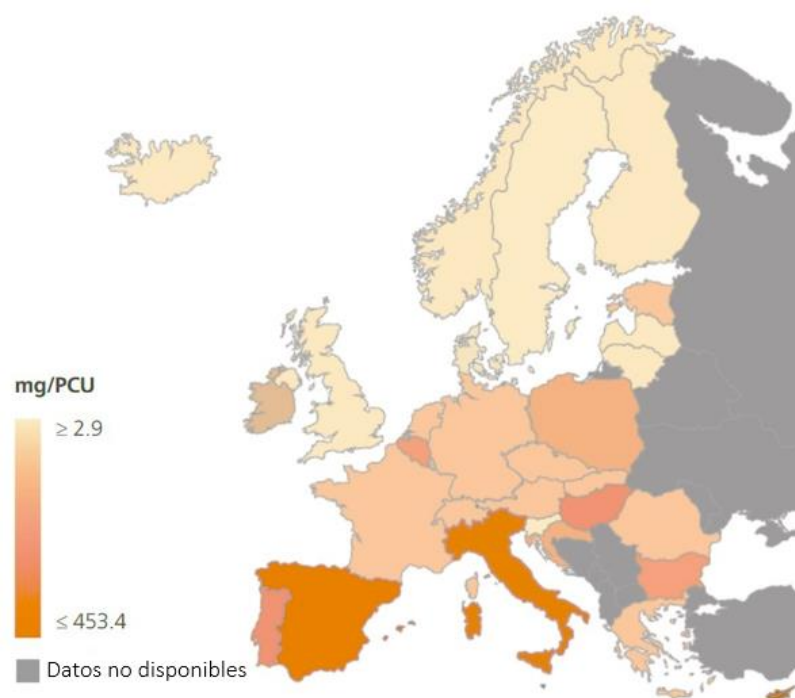 mg/PCU
≥ 2.9
≤ 453.4
Datos no disponibles